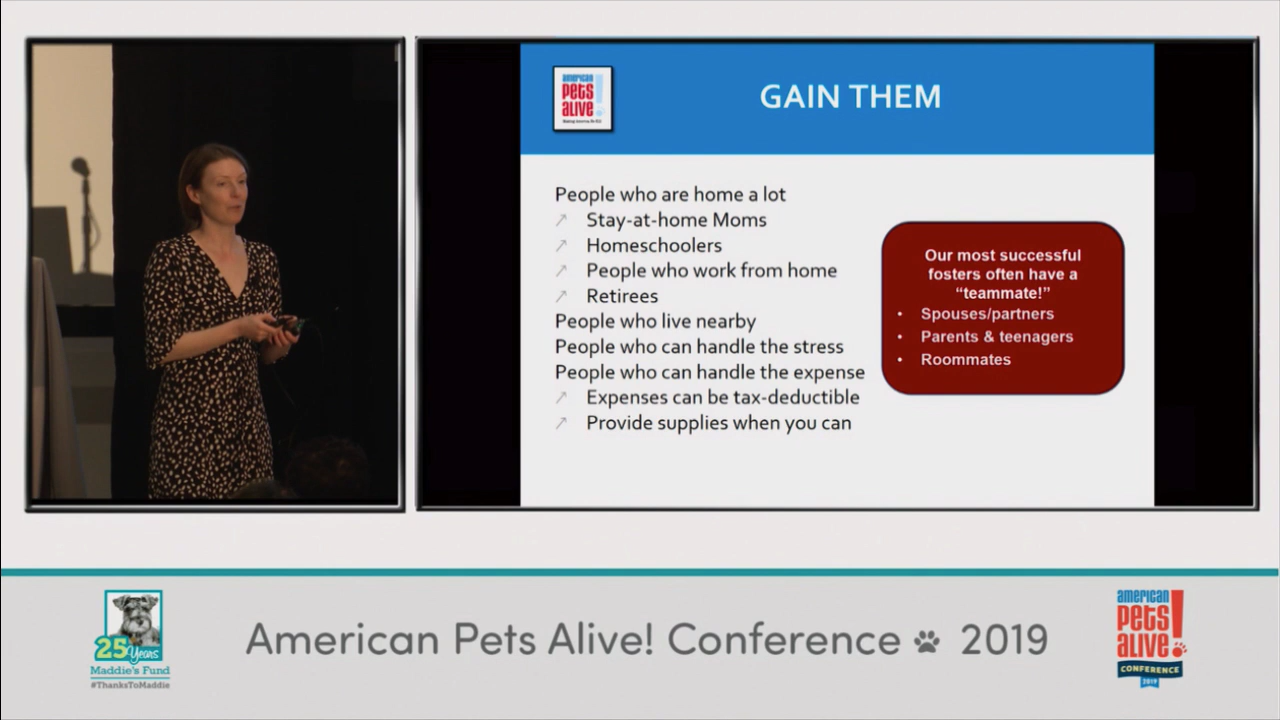 american
PETS
ALIVE!
GAIN THEM
People who are home a lot
Stay-at-home Moms
Homeschoolers
People who work from home
Retirees
People who live nearby
People who can handle the stress
People who can handle the expense
Expenses can be tax-deductible
Provide supplies when you can
Our most successful
fosters often have a
“teammate!”
• Spouses/partners
• Parents & teenagers
• Roommates
25 Years
Maddie's Fund
#ThanksToMaddie
American Pets Alive! Conference 2019
american
PETS
ALIVE!
CONFERENCE
2019